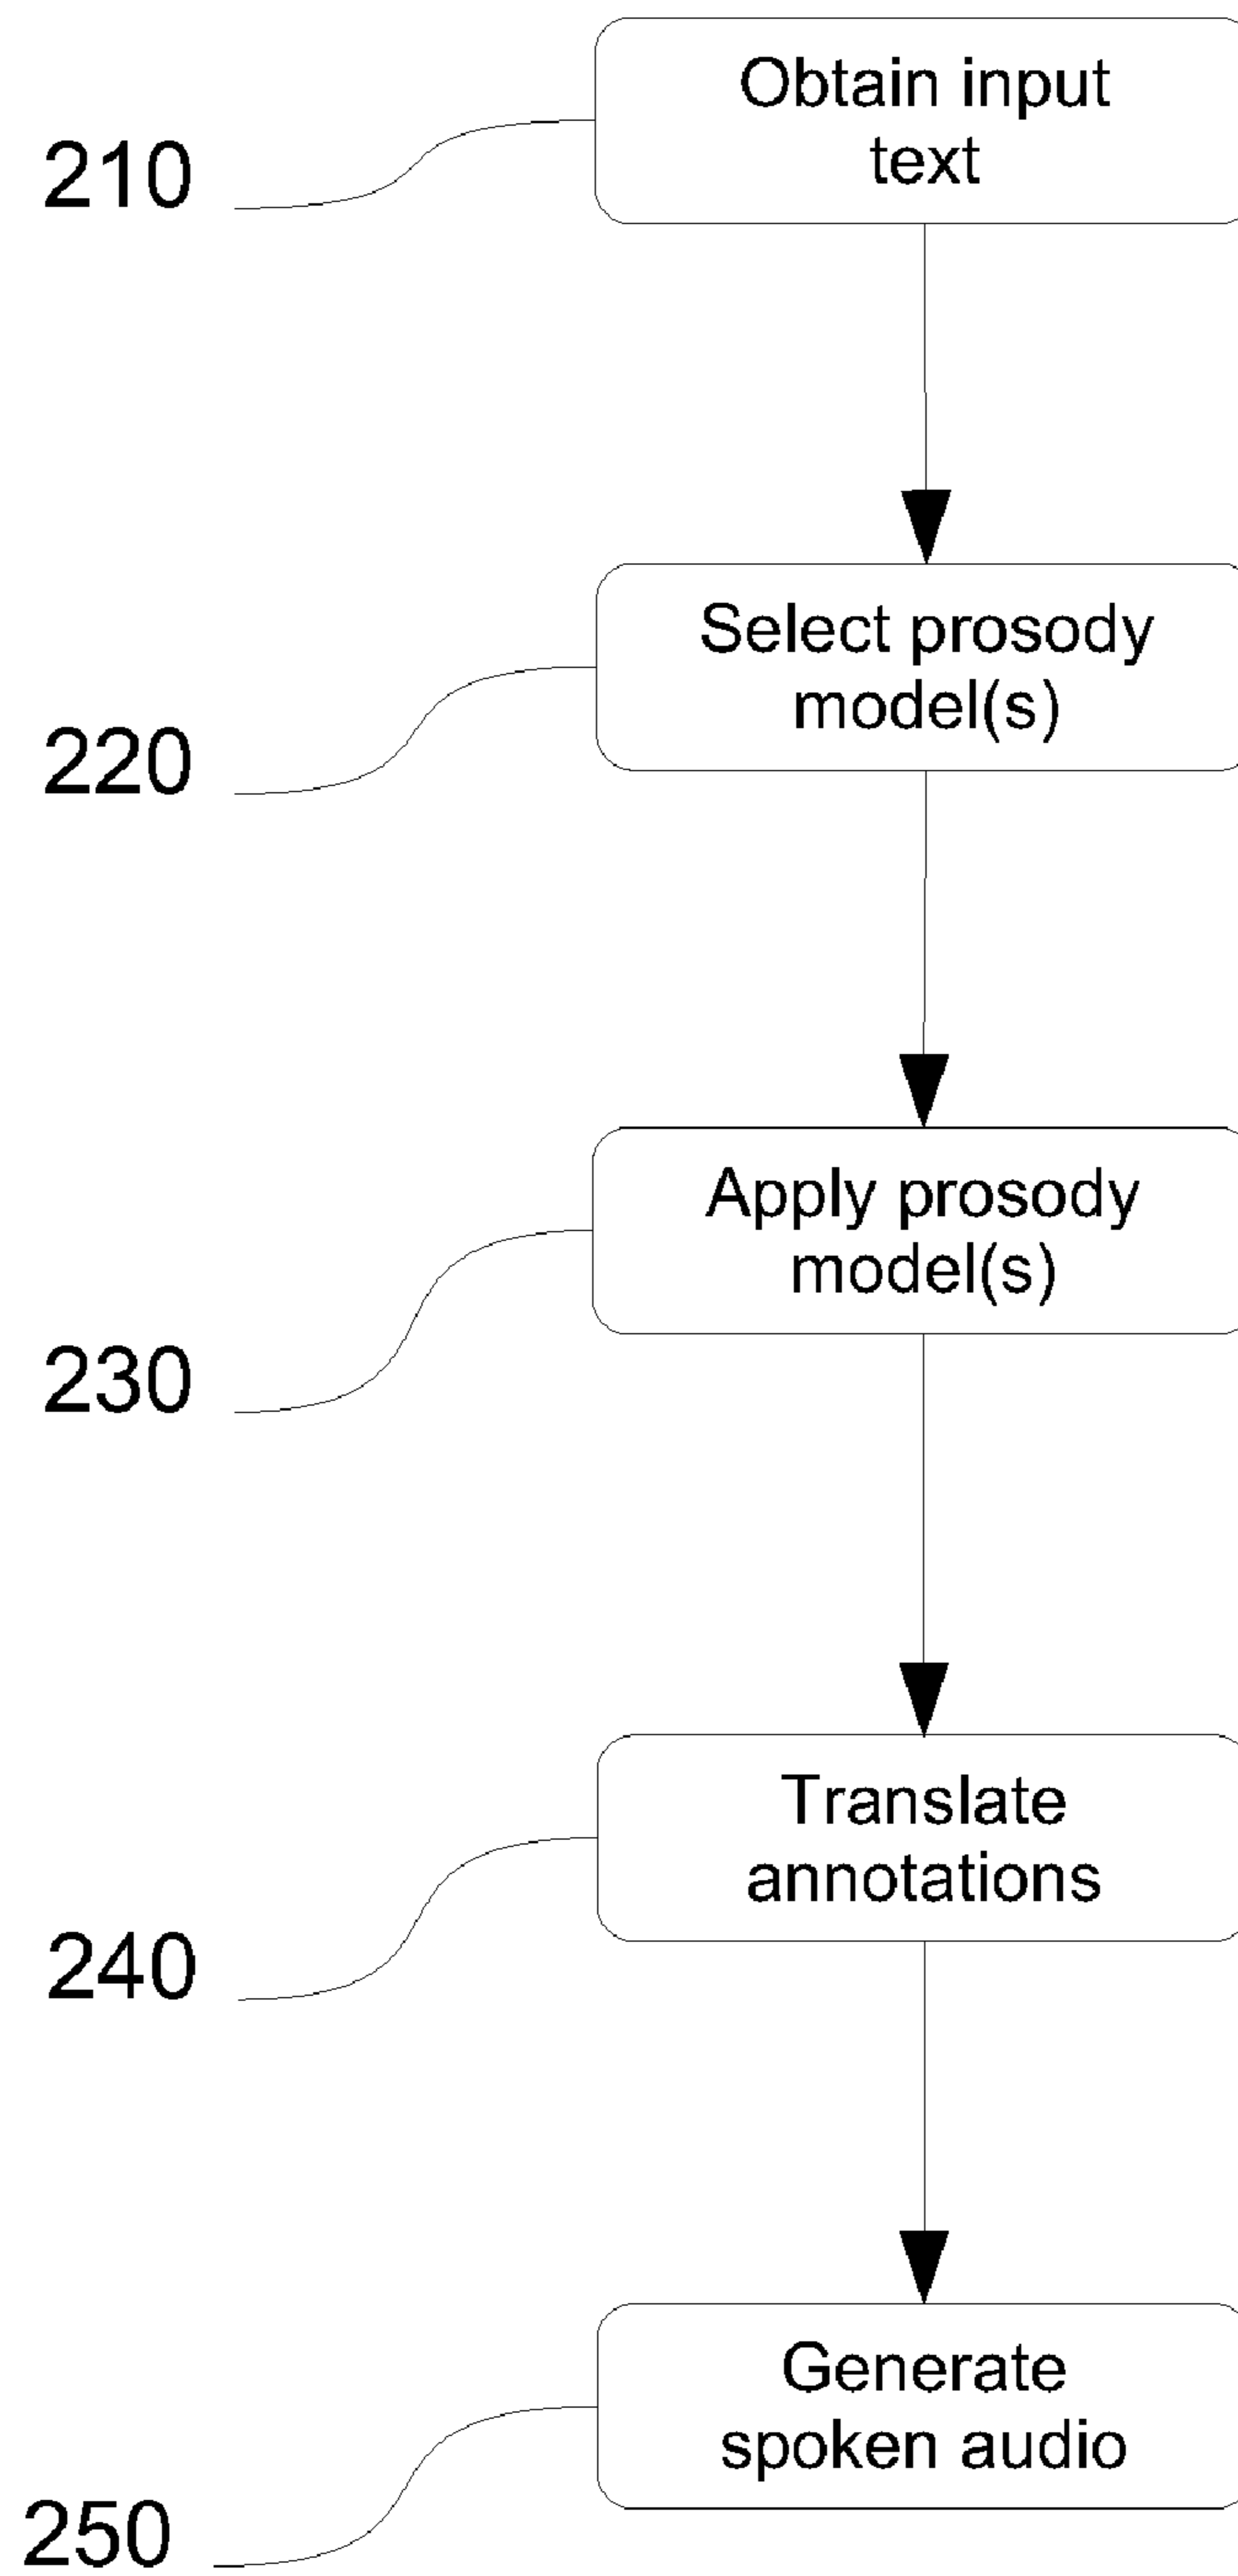 Obtain input
text
210
Select prosody
model(s)
220
Apply prosody
model(s)
230
Translate
annotations
240
Generate
spoken audio
250